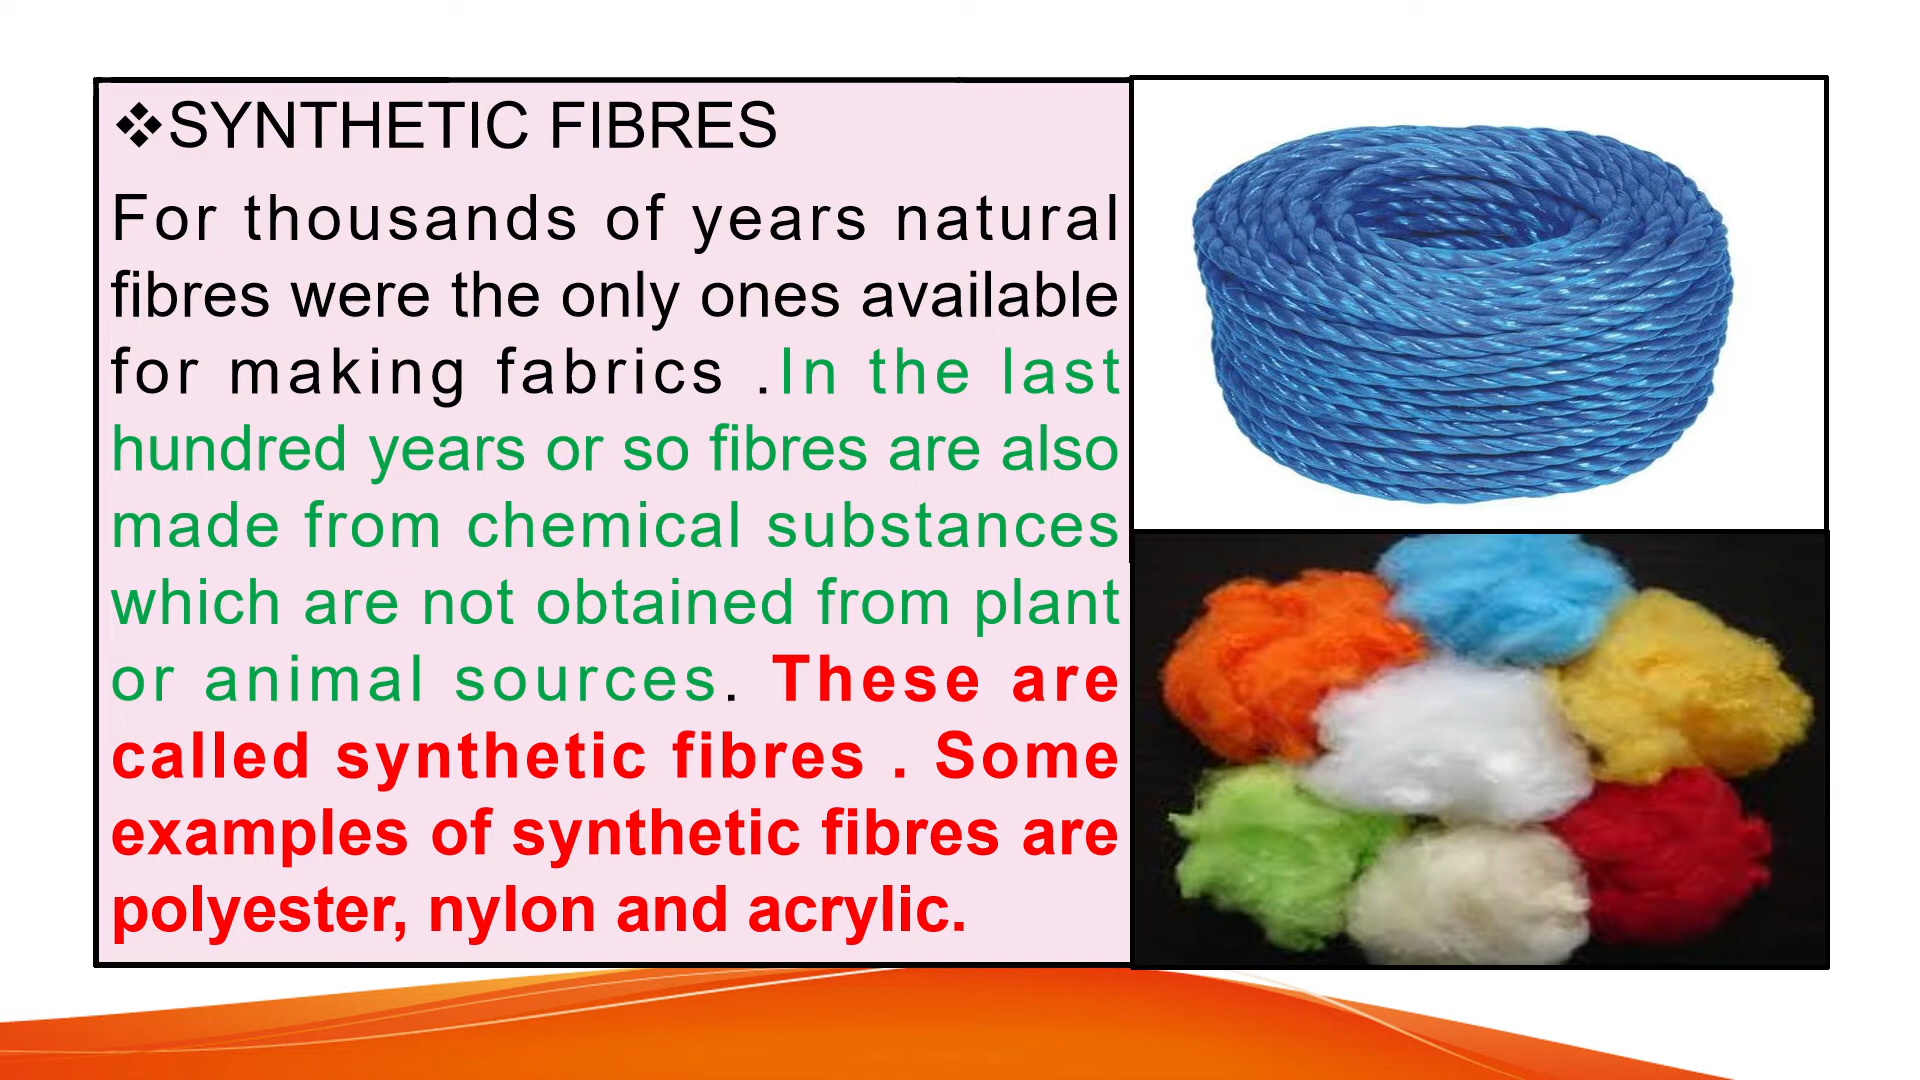 ❖SYNTHETIC FIBRES
For thousands of years natural
fibres were the only ones available
for making fabrics .In the last
hundred years or so fibres are also
made from chemical substances
which are not obtained from plant
or animal sources. These are
called synthetic fibres . Some
examples of synthetic fibres are
polyester, nylon and acrylic.